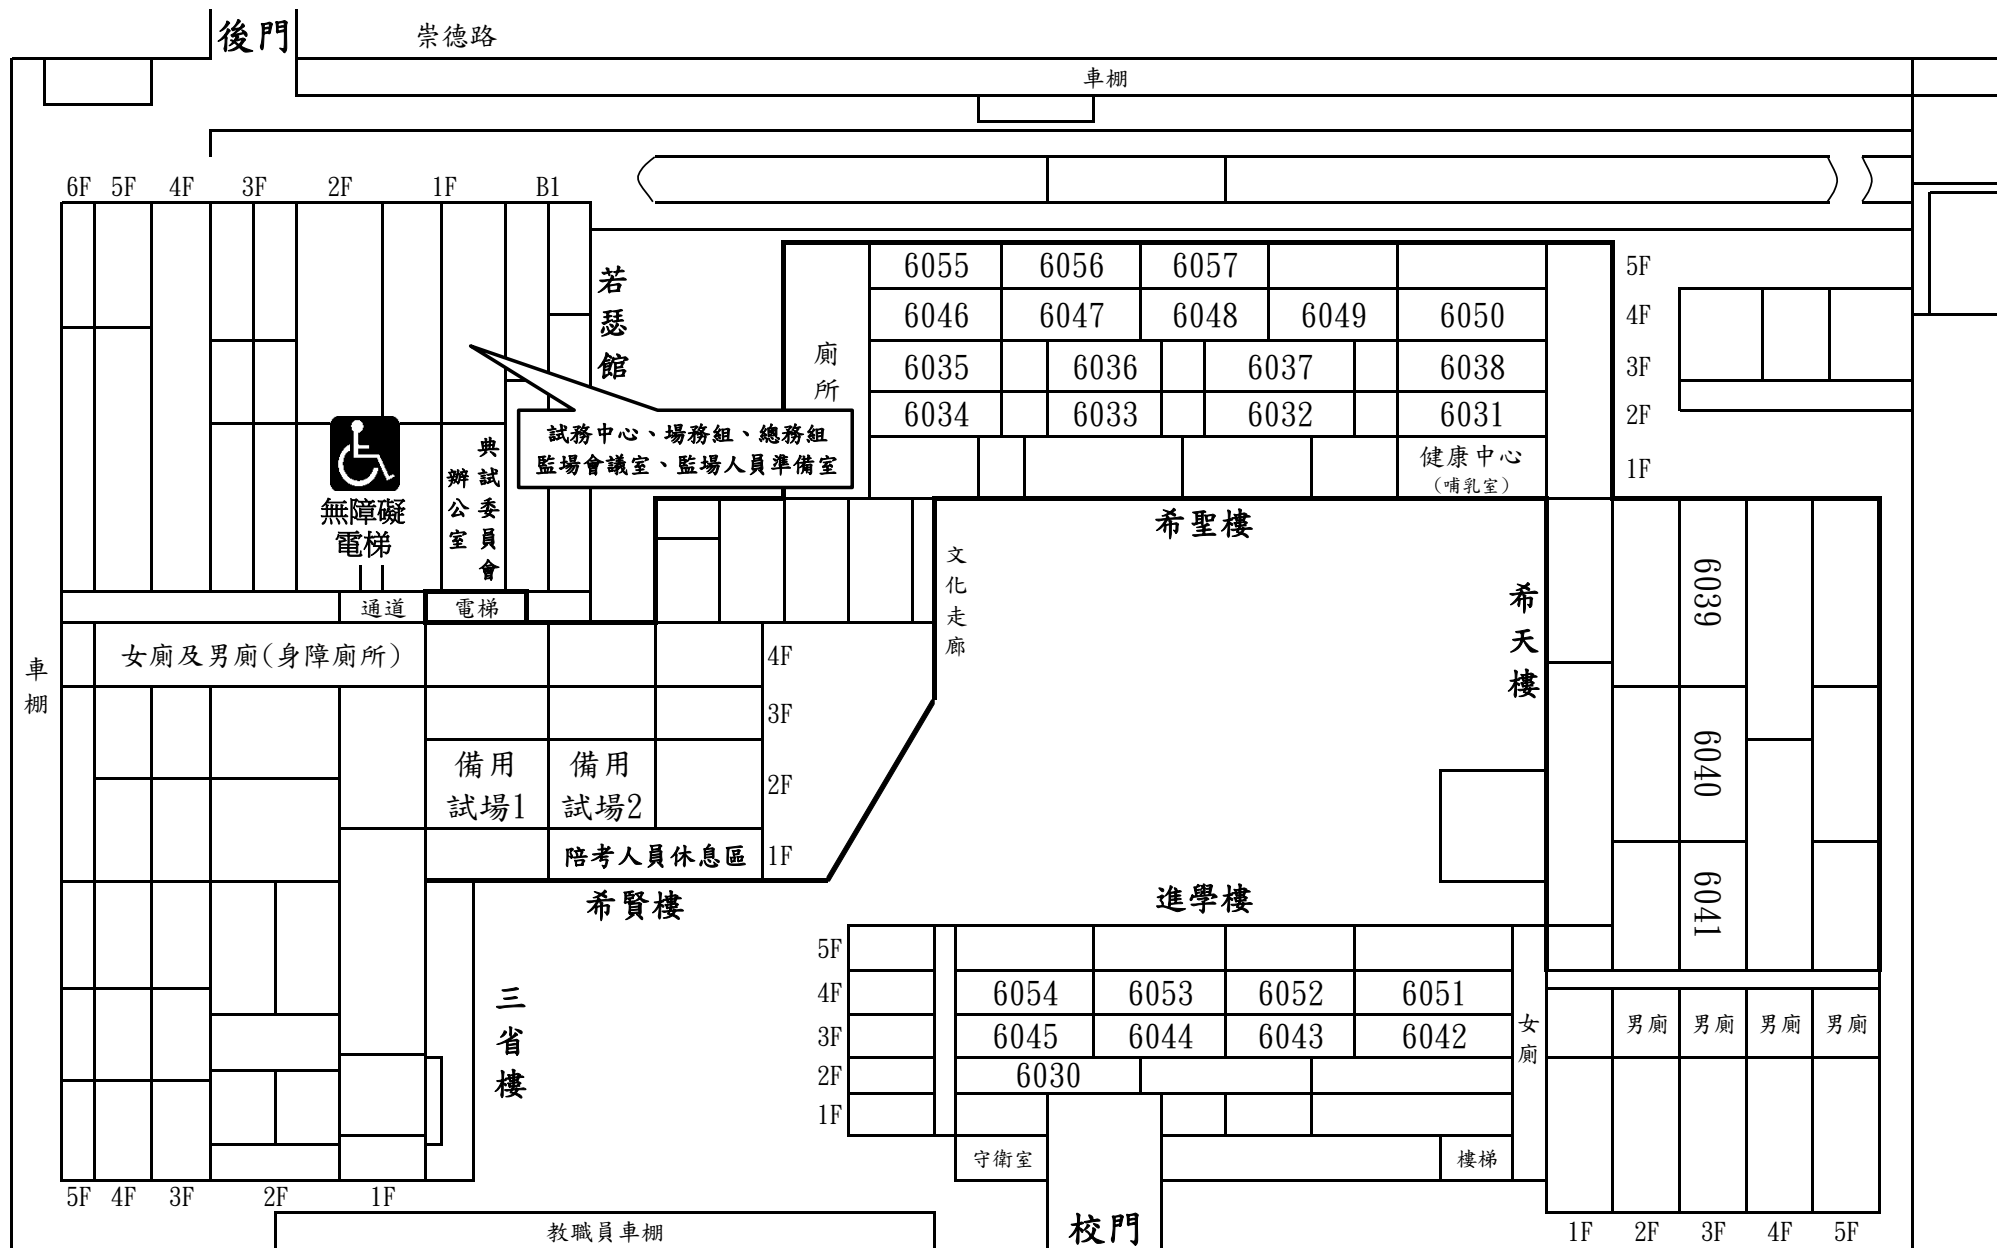 後門
崇德路
車棚
6F 5F 4F 3F 2F 1F B1
若瑟館
試務中心、場務組、總務組
監場會議室、監場人員準備室
無障礙
電梯
典試委員會
辦公室
通道
電梯
廁所
6055 6056 6057 5F
6046 6047 6048 6049 6050 4F
6035 6036 6037 6038 3F
6034 6033 6032 6031 2F
健康中心 1F
(哺乳室)
希聖樓
文化走廊
希天樓
6039
6040
6041
車棚
女廁及男廁(身障廁所) 4F
3F
備用 備用
試場1 試場2 2F
陪考人員休息區 1F
希賢樓
三省樓
進學樓
5F
4F 6054 6053 6052 6051
3F 6045 6044 6043 6042
2F 6030
1F
女廁
男廁 男廁 男廁 男廁
守衛室
樓梯
5F 4F 3F 2F 1F
教職員車棚
校門
1F 2F 3F 4F 5F